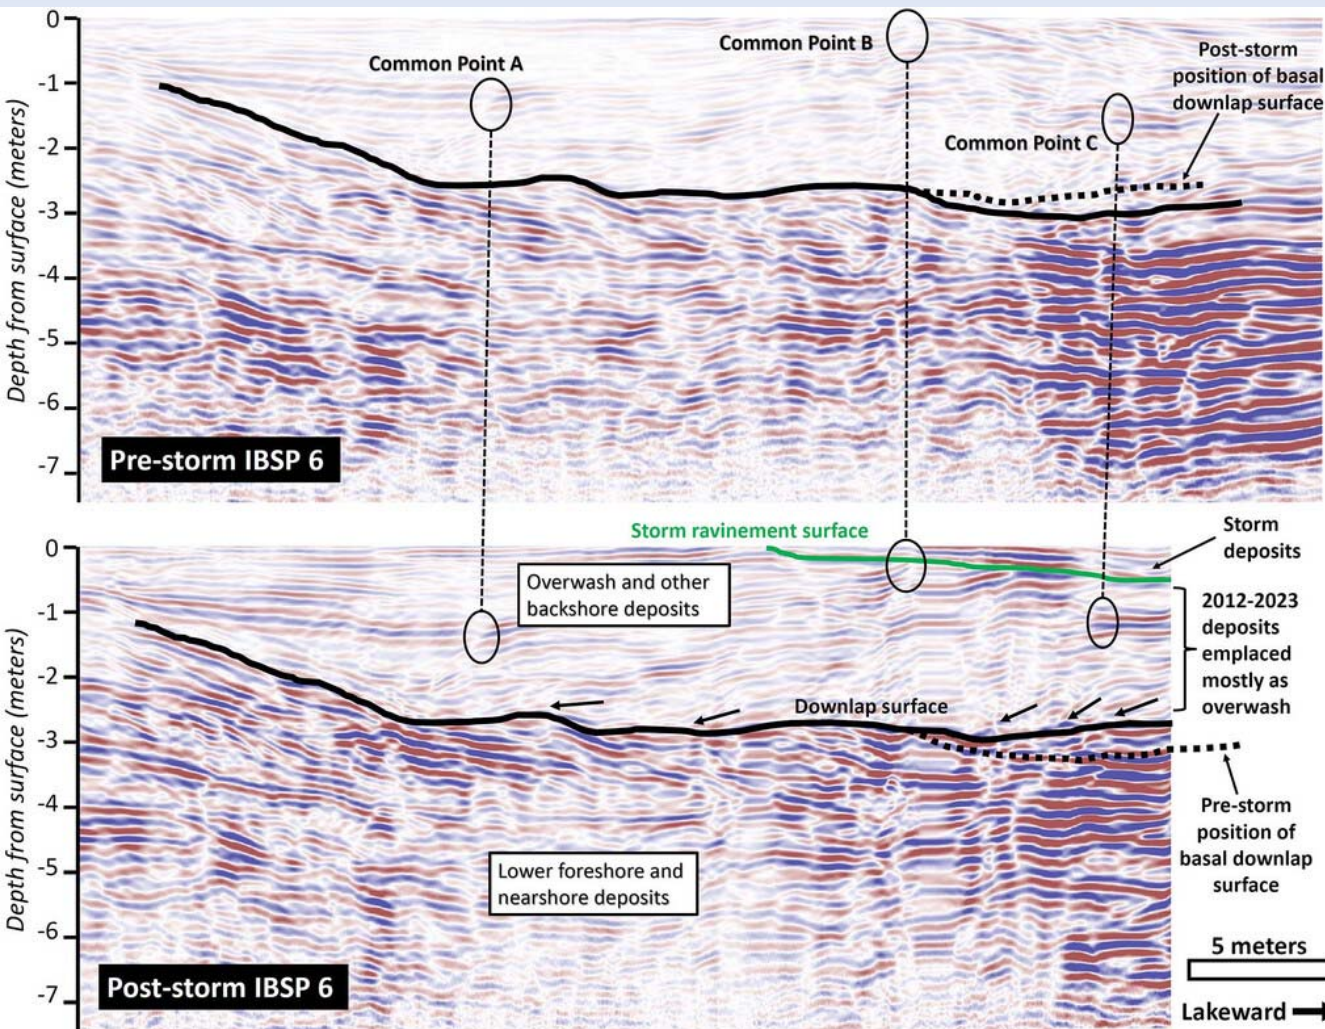 0
-1
-2
-3
-4
-5
-6
-7
Depth from surface (meters)
Common Point A
Common Point B
Common Point C
Post-storm
position of basal
downlap surface
Pre-storm IBSP 6
0
-1
-2
-3
-4
-5
-6
-7
Depth from surface (meters)
Storm ravinement surface
Storm
deposits
Overwash and other
backshore deposits
2012-2023
deposits
emplaced
mostly as
overwash
Downlap surface
Lower foreshore and
nearshore deposits
Pre-storm
position of
basal downlap
surface
5 meters
Post-storm IBSP 6
Lakeward